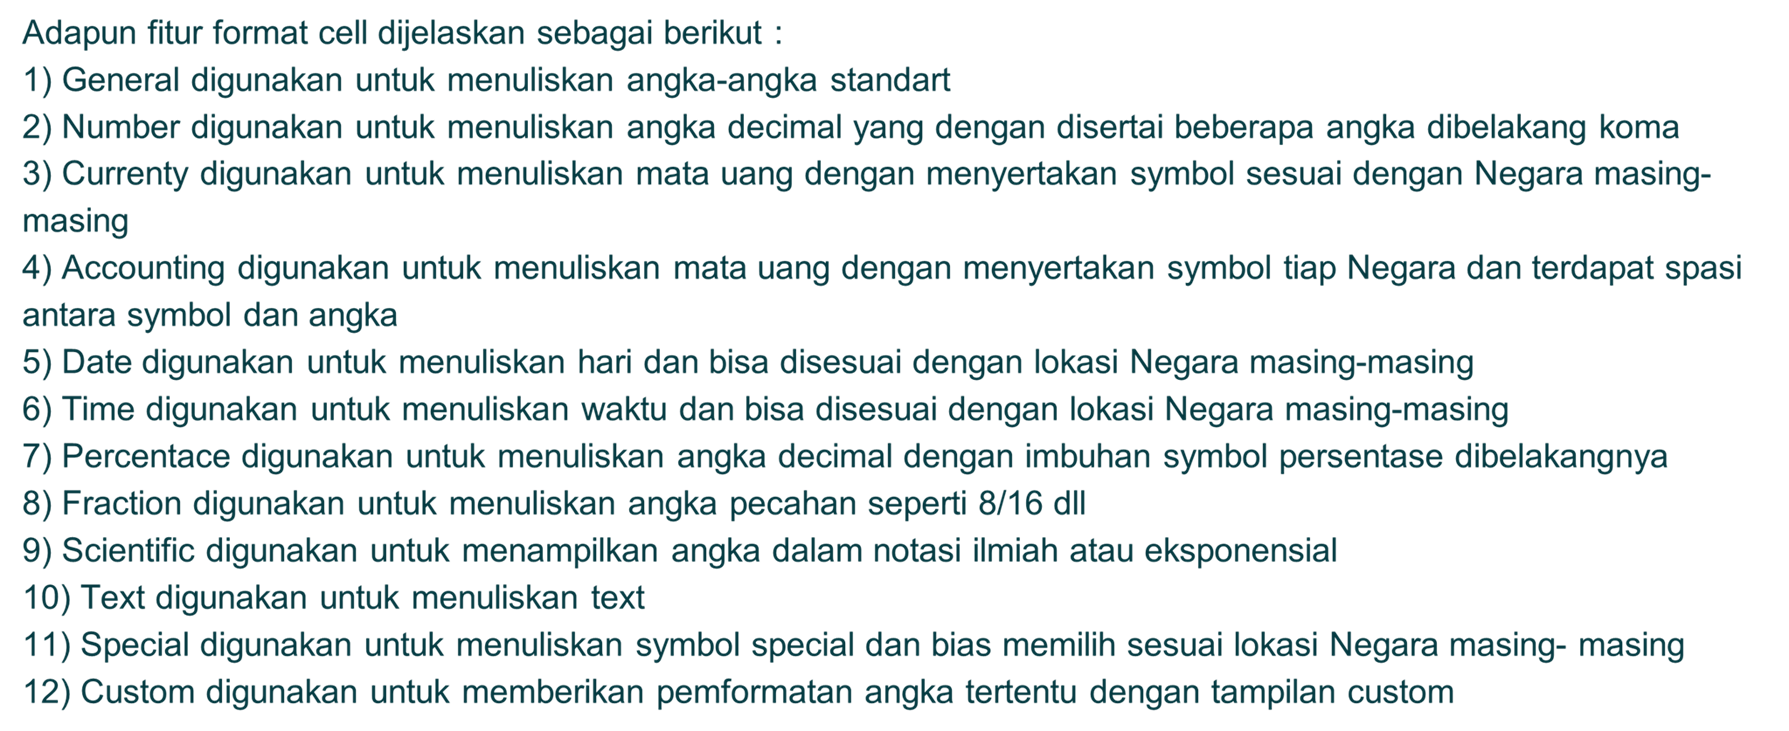 Adapun fitur format cell dijelaskan sebagai berikut :
1) General digunakan untuk menuliskan angka-angka standart
2) Number digunakan untuk menuliskan angka decimal yang dengan disertai beberapa angka dibelakang koma
3) Currenty digunakan untuk menuliskan mata uang dengan menyertakan symbol sesuai dengan Negara masing-
masing
4) Accounting digunakan untuk menuliskan mata uang dengan menyertakan symbol tiap Negara dan terdapat spasi
antara symbol dan angka
5) Date digunakan untuk menuliskan hari dan bisa disesuai dengan lokasi Negara masing-masing
6) Time digunakan untuk menuliskan waktu dan bisa disesuai dengan lokasi Negara masing-masing
7) Percentace digunakan untuk menuliskan angka decimal dengan imbuhan symbol persentase dibelakangnya
8) Fraction digunakan untuk menuliskan angka pecahan seperti 8/16 dll
9) Scientific digunakan untuk menampilkan angka dalam notasi ilmiah atau eksponensial
10) Text digunakan untuk menuliskan text
11) Special digunakan untuk menuliskan symbol special dan bias memilih sesuai lokasi Negara masing- masing
12) Custom digunakan untuk memberikan pemformatan angka tertentu dengan tampilan custom